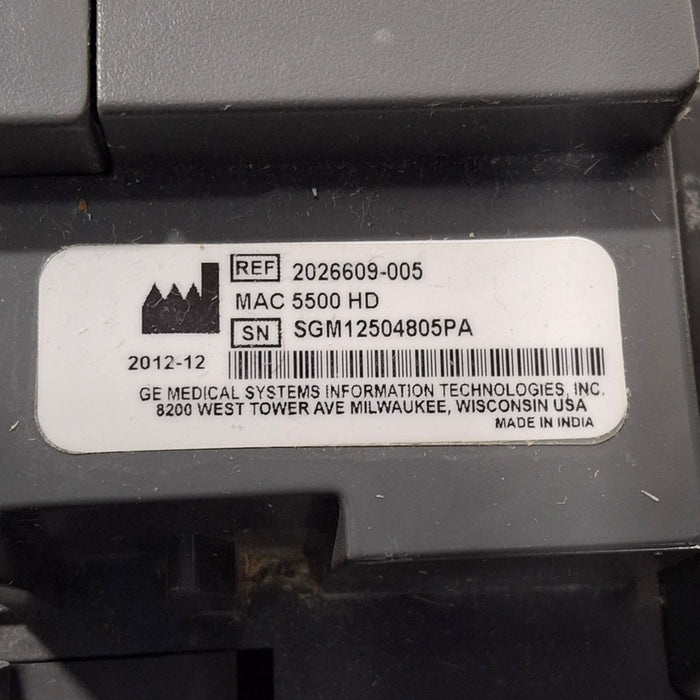 REF 2026609-005
MAC 5500 HD
SN SGM12504805PA
2012-12
GE MEDICAL SYSTEMS INFORMATION TECHNOLOGIES, INC.
8200 WEST TOWER AVE MILWAUKEE, WISCONSIN USA
MADE IN INDIA